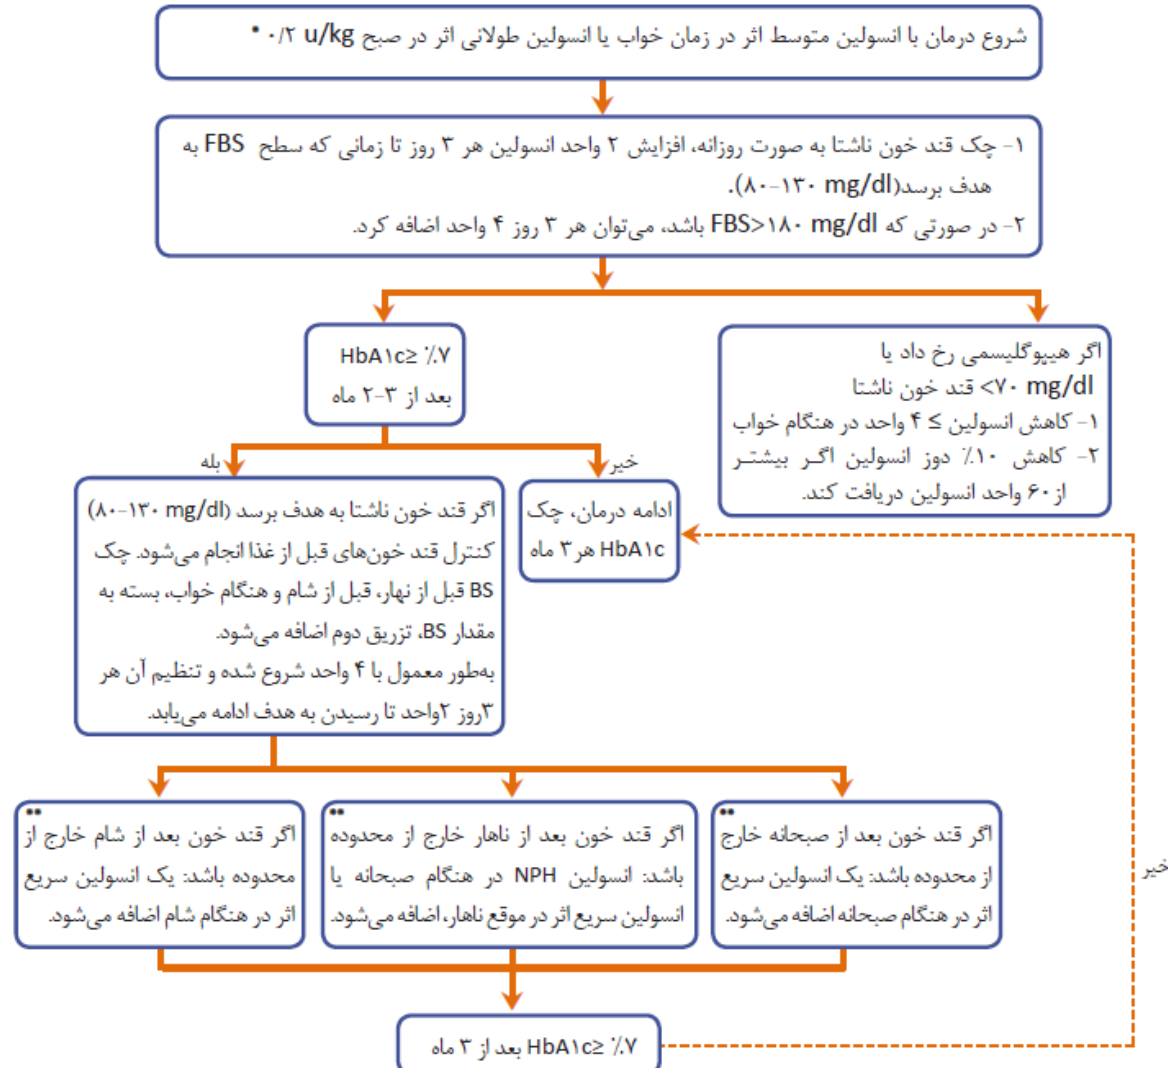 شروع درمان با انسولین متوسط اثر در زمان خواب یا انسولین طولانی اثر در صبح ۰/۲ u/kg *
۱- چک قند خون ناشتا به صورت روزانه، افزایش ۲ واحد انسولین هر ۳ روز تا زمانی که سطح FBS به
هدف برسد(۸۰-۱۳۰ mg/dl).
۲- در صورتی که FBS>۱۸۰ mg/dl باشد، می‌توان هر ۳ روز ۴ واحد اضافه کرد.
اگر هیپوگلیسمی رخ داد یا
قند خون ناشتا <۷۰ mg/dl
۱- کاهش انسولین ≥ ۴ واحد در هنگام خواب
۲- کاهش ۱۰٪ دوز انسولین اگر بیشتر
از ۶۰ واحد انسولین دریافت کند.
HbA۱c≥ ٪۷
بعد از ۳-۲ ماه
خیر
بله
ادامه درمان، چک
HbA۱c هر ۳ ماه
اگر قند خون ناشتا به هدف برسد (۸۰-۱۳۰ mg/dl)
کنترل قند خون‌های قبل از غذا انجام می‌شود. چک
BS قبل از نهار، قبل از شام و هنگام خواب، بسته به
مقدار BS، تزریق دوم اضافه می‌شود.
به‌طور معمول با ۴ واحد شروع شده و تنظیم آن هر
۳روز ۲واحد تا رسیدن به هدف ادامه می‌یابد.
**
اگر قند خون بعد از صبحانه خارج
از محدوده باشد: یک انسولین سریع
اثر در هنگام صبحانه اضافه می‌شود.
**
اگر قند خون بعد از ناهار خارج از محدوده
باشد: انسولین NPH در هنگام صبحانه یا
انسولین سریع اثر در موقع ناهار، اضافه می‌شود.
**
اگر قند خون بعد از شام خارج از
محدوده باشد: یک انسولین سریع
اثر در هنگام شام اضافه می‌شود.
خیر
HbA۱c≥ ٪۷ بعد از ۳ ماه